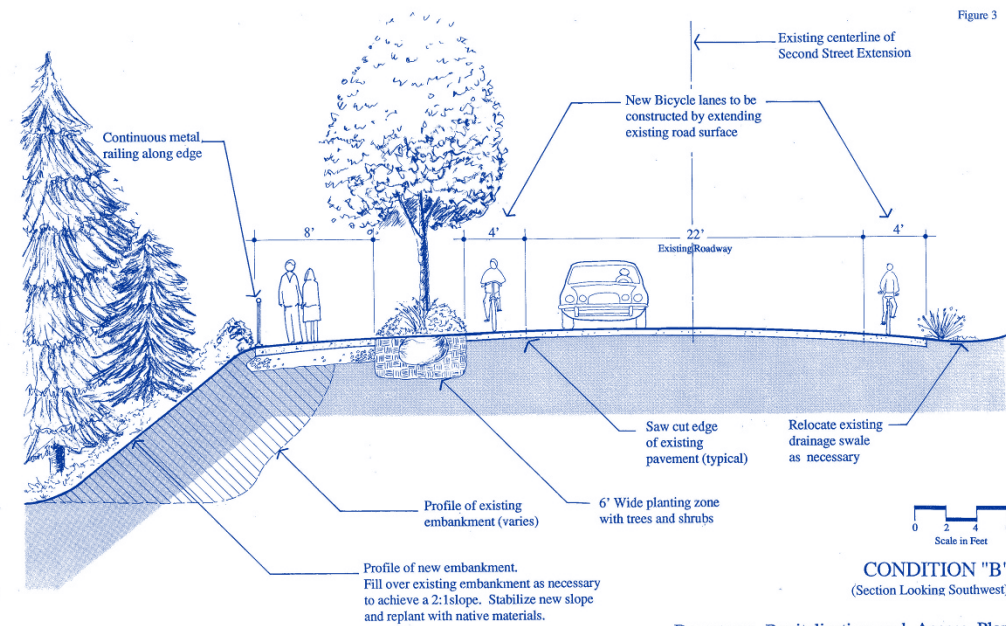 Figure 3
Existing centerline of
Second Street Extension
New Bicycle lanes to be
constructed by extending
existing road surface
Continuous metal
railing along edge
8'
4'
22'
Existing Roadway
4'
Saw cut edge
of existing
pavement (typical)
Relocate existing
drainage swale
as necessary
Profile of existing
embankment (varies)
6' Wide planting zone
with trees and shrubs
Profile of new embankment.
Fill over existing embankment as necessary
to achieve a 2:1slope. Stabilize new slope
and replant with native materials.
0 2 4
Scale in Feet
CONDITION "B"
(Section Looking Southwest)